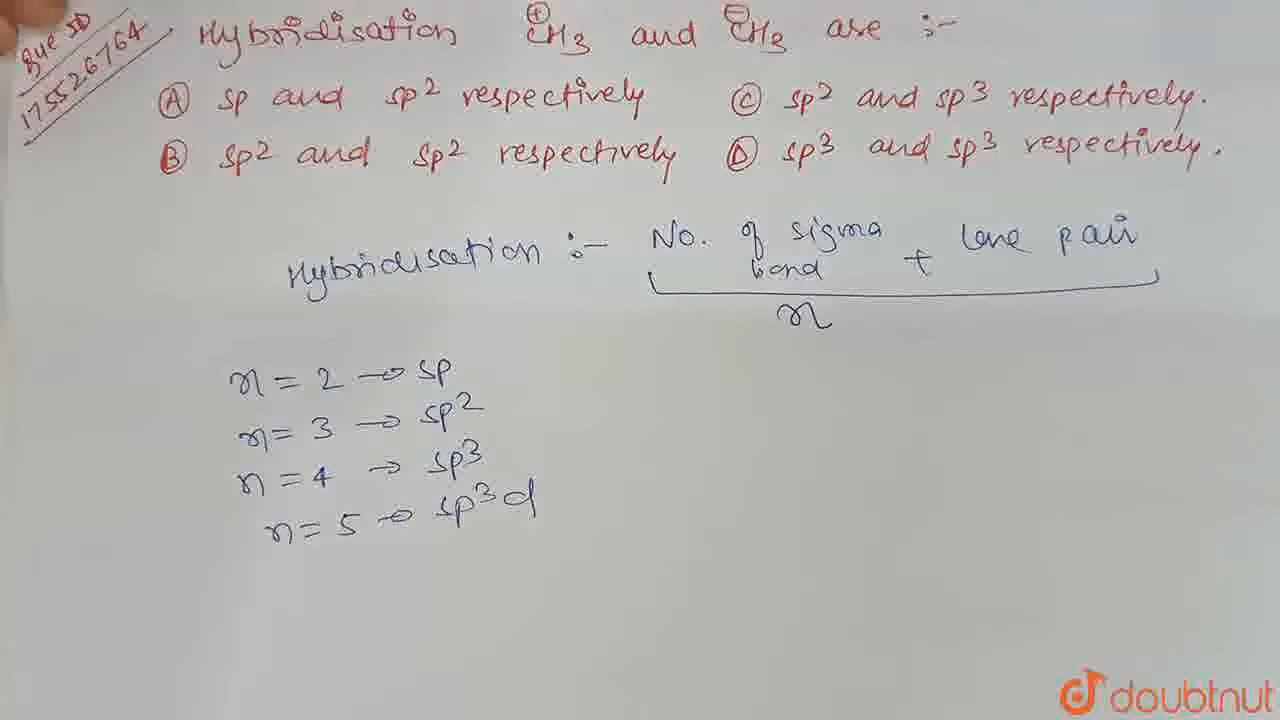 Que ID
175526764
Hybridisation ⊕CH3 and ⊖CH3 are :-
Ⓐ sp and sp2 respectively Ⓒ sp2 and sp3 respectively.
Ⓑ sp2 and sp2 respectively Ⓓ sp3 and sp3 respectively.
Hybridisation :- No. of sigma bond + lone pair
n
n = 2 → sp
n = 3 → sp2
n = 4 → sp3
n = 5 → sp3d
doubtnut